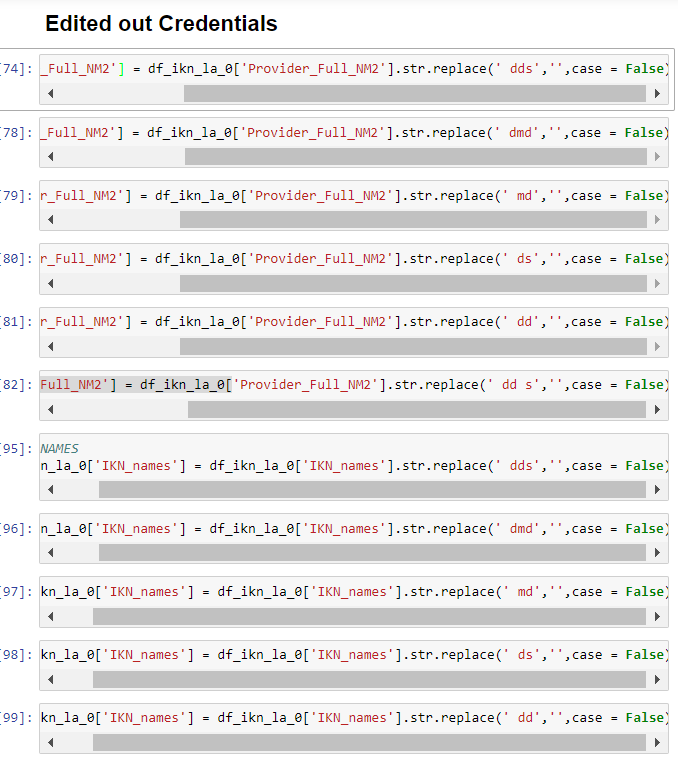 Edited out Credentials
[74]: _Full_NM2'] = df_ikn_la_0['Provider_Full_NM2'].str.replace(' dds','',case = False)
[78]: _Full_NM2'] = df_ikn_la_0['Provider_Full_NM2'].str.replace(' dmd','',case = False)
[79]: r_Full_NM2'] = df_ikn_la_0['Provider_Full_NM2'].str.replace(' md','',case = False)
[80]: r_Full_NM2'] = df_ikn_la_0['Provider_Full_NM2'].str.replace(' ds','',case = False)
[81]: r_Full_NM2'] = df_ikn_la_0['Provider_Full_NM2'].str.replace(' dd','',case = False)
[82]: Full_NM2'] = df_ikn_la_0['Provider_Full_NM2'].str.replace(' dd s','',case = False)
[95]: NAMES
n_la_0['IKN_names'] = df_ikn_la_0['IKN_names'].str.replace(' dds','',case = False)
[96]: n_la_0['IKN_names'] = df_ikn_la_0['IKN_names'].str.replace(' dmd','',case = False)
[97]: kn_la_0['IKN_names'] = df_ikn_la_0['IKN_names'].str.replace(' md','',case = False)
[98]: kn_la_0['IKN_names'] = df_ikn_la_0['IKN_names'].str.replace(' ds','',case = False)
[99]: kn_la_0['IKN_names'] = df_ikn_la_0['IKN_names'].str.replace(' dd','',case = False)